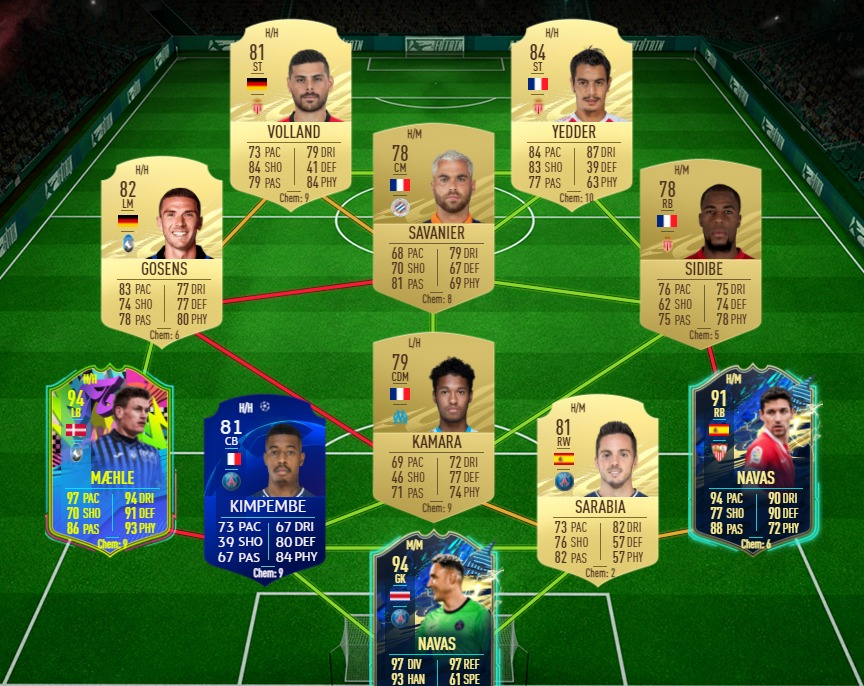 H/H
81
ST
VOLLAND
73 PAC 79 DRI
84 SHO 41 DEF
79 PAS 84 PHY
Chem: 9
H/H
84
ST
YEDDER
84 PAC 87 DRI
83 SHO 39 DEF
77 PAS 63 PHY
Chem: 10
H/M
78
CM
SAVANIER
68 PAC 79 DRI
70 SHO 67 DEF
81 PAS 69 PHY
Chem: 8
H/H
82
LM
GOSENS
83 PAC 77 DRI
74 SHO 77 DEF
78 PAS 80 PHY
Chem: 6
H/M
78
RB
SIDIBE
76 PAC 75 DRI
62 SHO 74 DEF
75 PAS 78 PHY
Chem: 5
L/H
79
CDM
KAMARA
69 PAC 72 DRI
46 SHO 77 DEF
71 PAS 74 PHY
Chem: 9
H/H
94
LB
MÆHLE
97 PAC 94 DRI
70 SHO 91 DEF
86 PAS 93 PHY
Chem: 9
H/H
81
CB
KIMPEMBE
73 PAC 67 DRI
39 SHO 80 DEF
67 PAS 84 PHY
Chem: 9
H/M
81
RW
SARABIA
73 PAC 82 DRI
76 SHO 57 DEF
82 PAS 57 PHY
Chem: 2
H/M
91
RB
NAVAS
94 PAC 90 DRI
77 SHO 90 DEF
88 PAS 72 PHY
Chem: 6
M/M
94
GK
NAVAS
97 DIV 97 REF
93 HAN 61 SPE